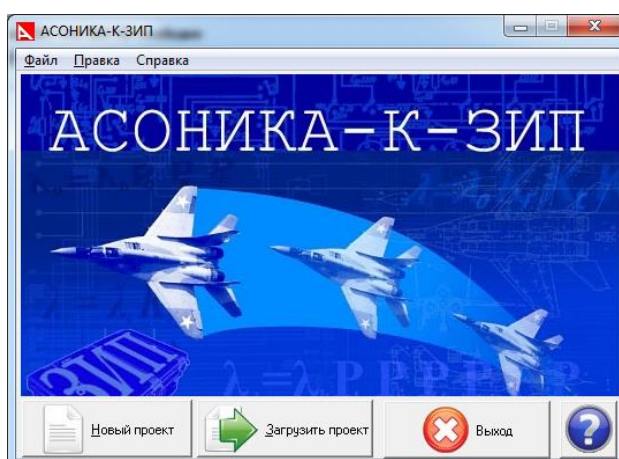 АСОНИКА-К-ЗИП
Файл Правка Справка
АСОНИКА-К-ЗИП
ЗИП
Новый проект Загрузить проект Выход ?